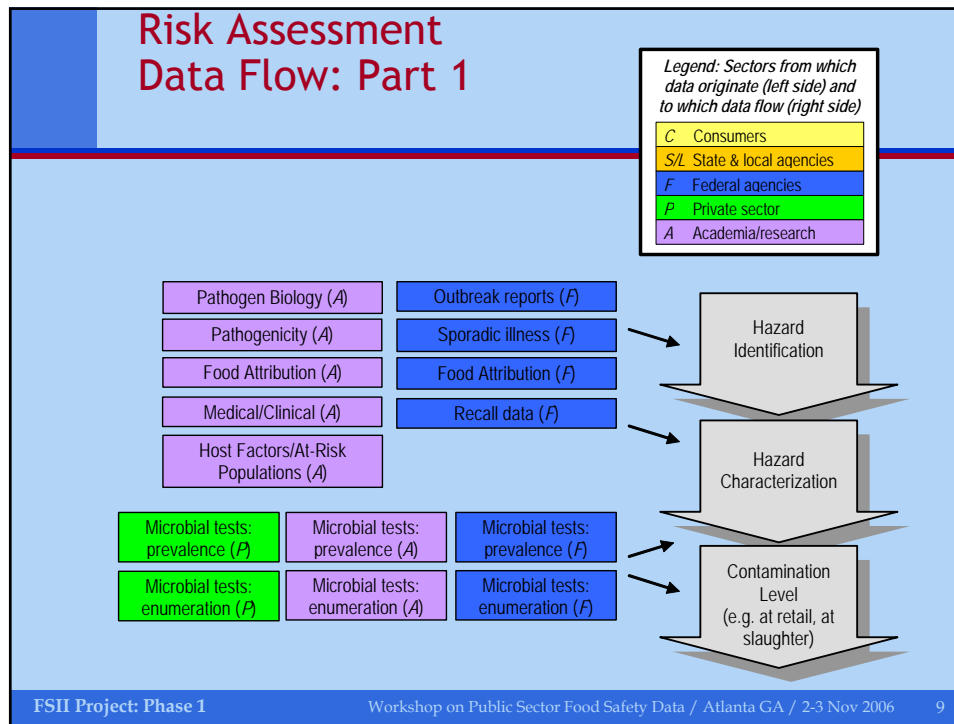 Risk Assessment
Data Flow: Part 1
Legend: Sectors from which
data originate (left side) and
to which data flow (right side)
C Consumers
S/L State & local agencies
F Federal agencies
P Private sector
A Academia/research
Pathogen Biology (A)
Pathogenicity (A)
Food Attribution (A)
Medical/Clinical (A)
Host Factors/At-Risk
Populations (A)
Outbreak reports (F)
Sporadic illness (F)
Food Attribution (F)
Recall data (F)
Hazard
Identification
Hazard
Characterization
Microbial tests:
prevalence (P)
Microbial tests:
prevalence (A)
Microbial tests:
prevalence (F)
Microbial tests:
enumeration (P)
Microbial tests:
enumeration (A)
Microbial tests:
enumeration (F)
Contamination
Level
(e.g. at retail, at
slaughter)
FSII Project: Phase 1
Workshop on Public Sector Food Safety Data / Atlanta GA / 2-3 Nov 2006
9